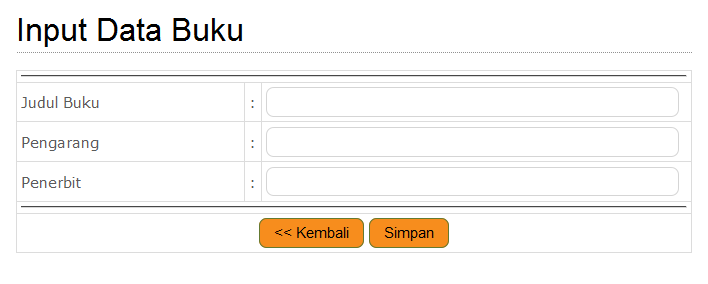 Input Data Buku
Judul Buku :
Pengarang :
Penerbit :
<< Kembali Simpan